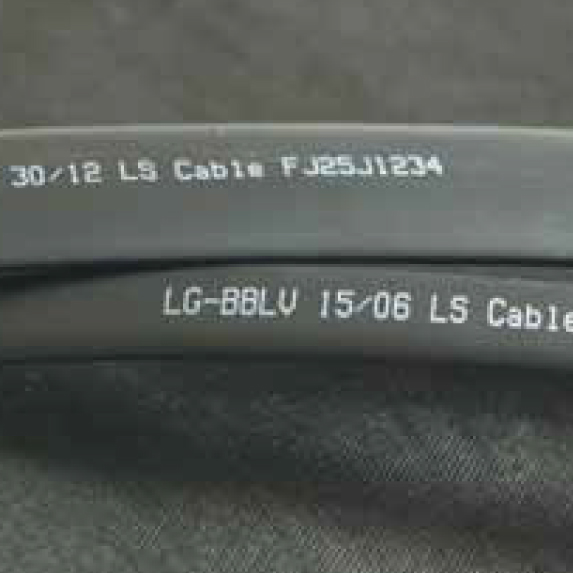 30/12 LS Cable FJ25J1234
LG-BBLV 15/06 LS Cable